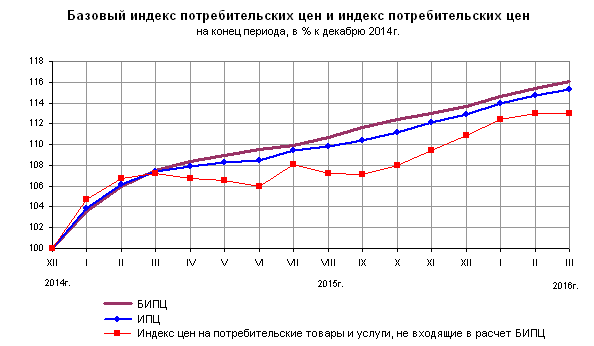 Базовый индекс потребительских цен и индекс потребительских цен
на конец периода, в % к декабрю 2014г.
118
116
114
112
110
108
106
104
102
100
XII I II III IV V VI VII VIII IX X XI XII I II III
2014г. 2015г. 2016г.
БИПЦ
ИПЦ
Индекс цен на потребительские товары и услуги, не входящие в расчет БИПЦ